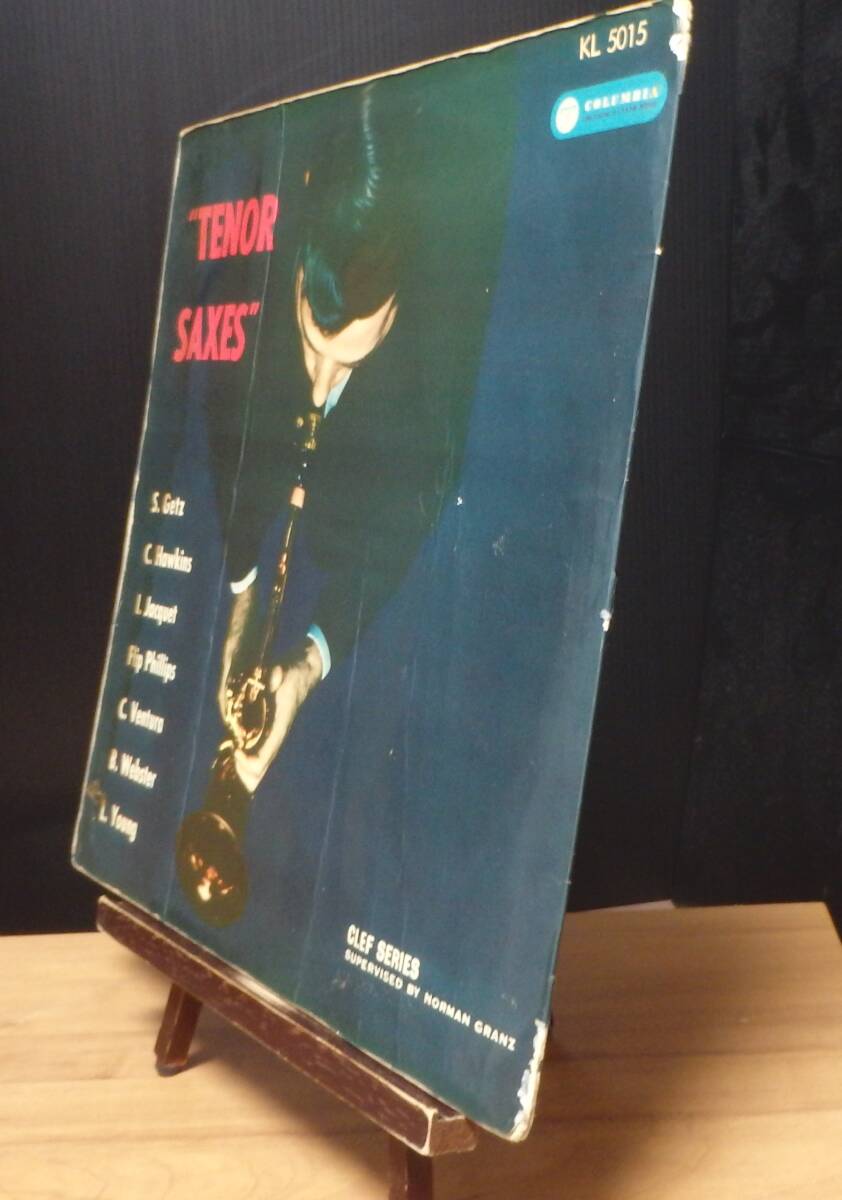 KL 5015
COLUMBIA
"TENOR
SAXES"
S. Getz
C. Hawkins
I. Jacquet
Flip Phillips
C. Ventura
B. Webster
L. Young
CLEF SERIES
SUPERVISED BY NORMAN GRANZ